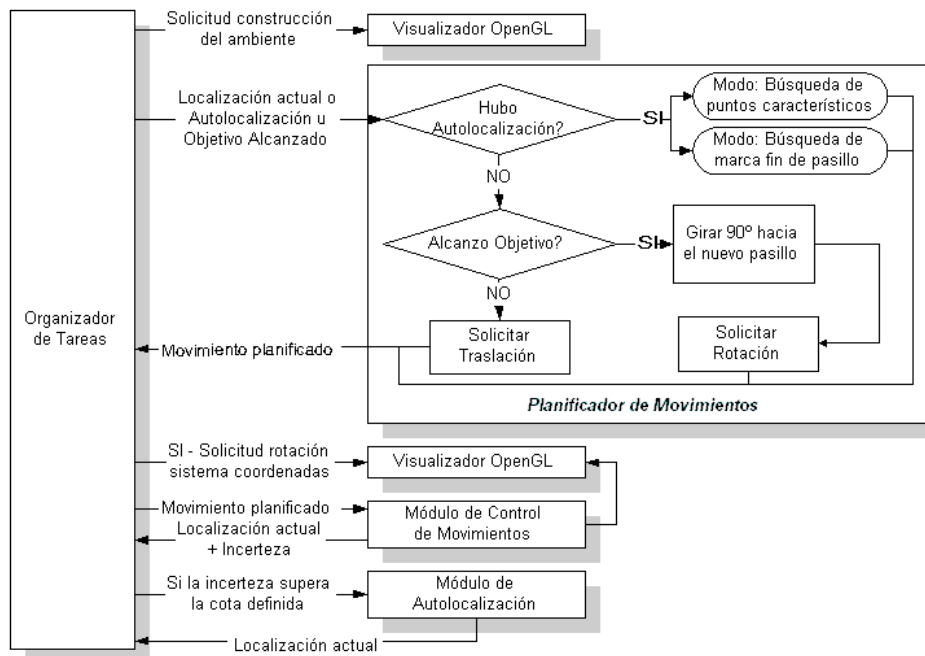 Solicitud construcción
del ambiente
Visualizador OpenGL
Localización actual o
Autolocalización u
Objetivo Alcanzado
Hubo
Autolocalización?
SI
Modo: Búsqueda de
puntos característicos
Modo: Búsqueda de
marca fin de pasillo
NO
Alcanzo Objetivo?
SI
Girar 90º hacia
el nuevo pasillo
NO
Organizador
de Tareas
Movimiento planificado
Solicitar
Traslación
Solicitar
Rotación
Planificador de Movimientos
SI - Solicitud rotación
sistema coordenadas
Visualizador OpenGL
Movimiento planificado
Localización actual
+ Incerteza
Módulo de Control
de Movimientos
Si la incerteza supera
la cota definida
Módulo de
Autolocalización
Localización actual